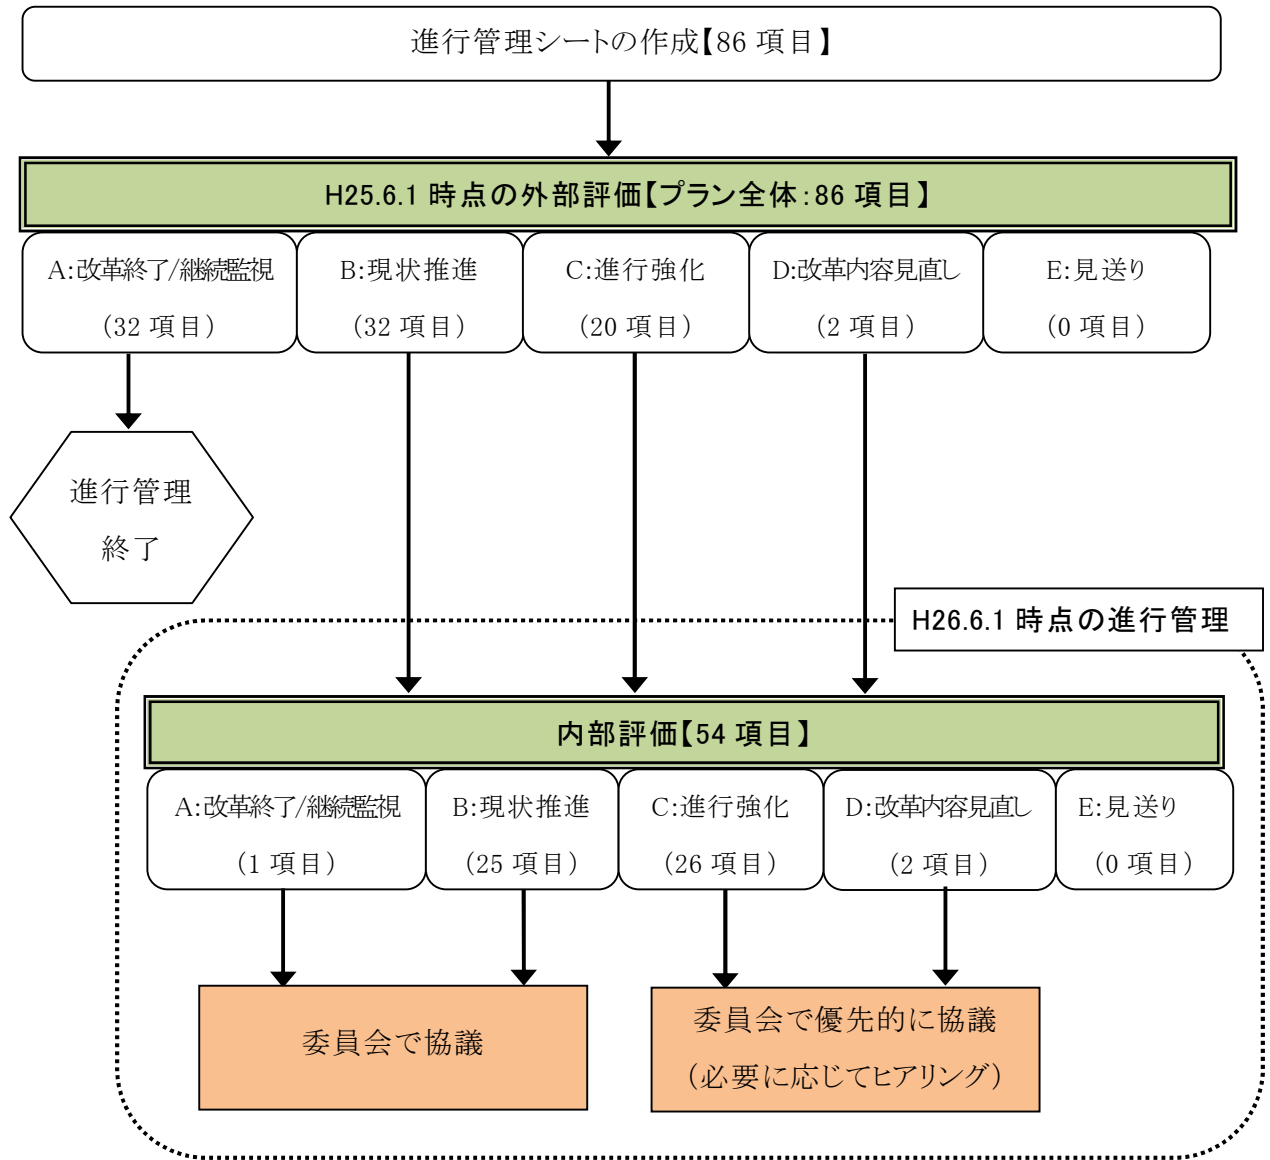 進行管理シートの作成【86 項目】
H25.6.1 時点の外部評価【プラン全体:86 項目】
A:改革終了/継続監視
(32 項目)
B:現状推進
(32 項目)
C:進行強化
(20 項目)
D:改革内容見直し
(2 項目)
E:見送り
(0 項目)
進行管理
終了
H26.6.1 時点の進行管理
内部評価【54 項目】
A:改革終了/継続監視
(1 項目)
B:現状推進
(25 項目)
C:進行強化
(26 項目)
D:改革内容見直し
(2 項目)
E:見送り
(0 項目)
委員会で協議
委員会で優先的に協議
(必要に応じてヒアリング)